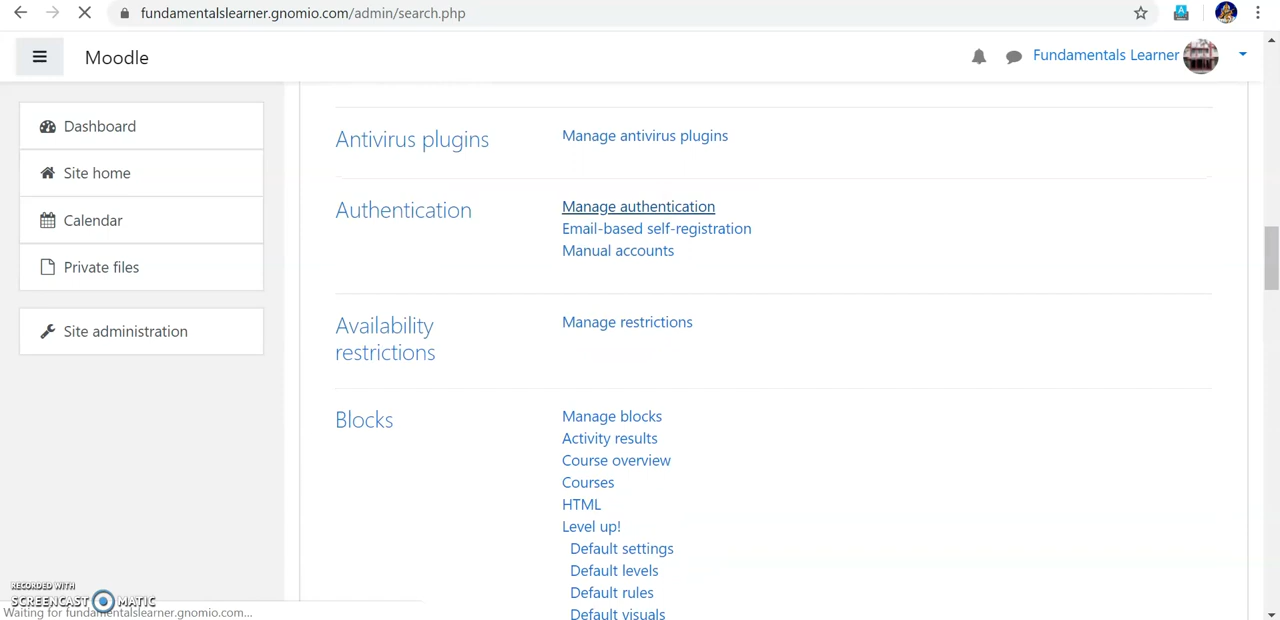 fundamentalslearner.gnomio.com/admin/search.php
Moodle
Fundamentals Learner
Dashboard
Site home
Calendar
Private files
Site administration
Antivirus plugins
Manage antivirus plugins
Authentication
Manage authentication
Email-based self-registration
Manual accounts
Availability
restrictions
Manage restrictions
Blocks
Manage blocks
Activity results
Course overview
Courses
HTML
Level up!
Default settings
Default levels
Default rules
Default visuals
RECORDED WITH
SCREENCAST MATIC
Waiting for fundamentalslearner.gnomio.com...